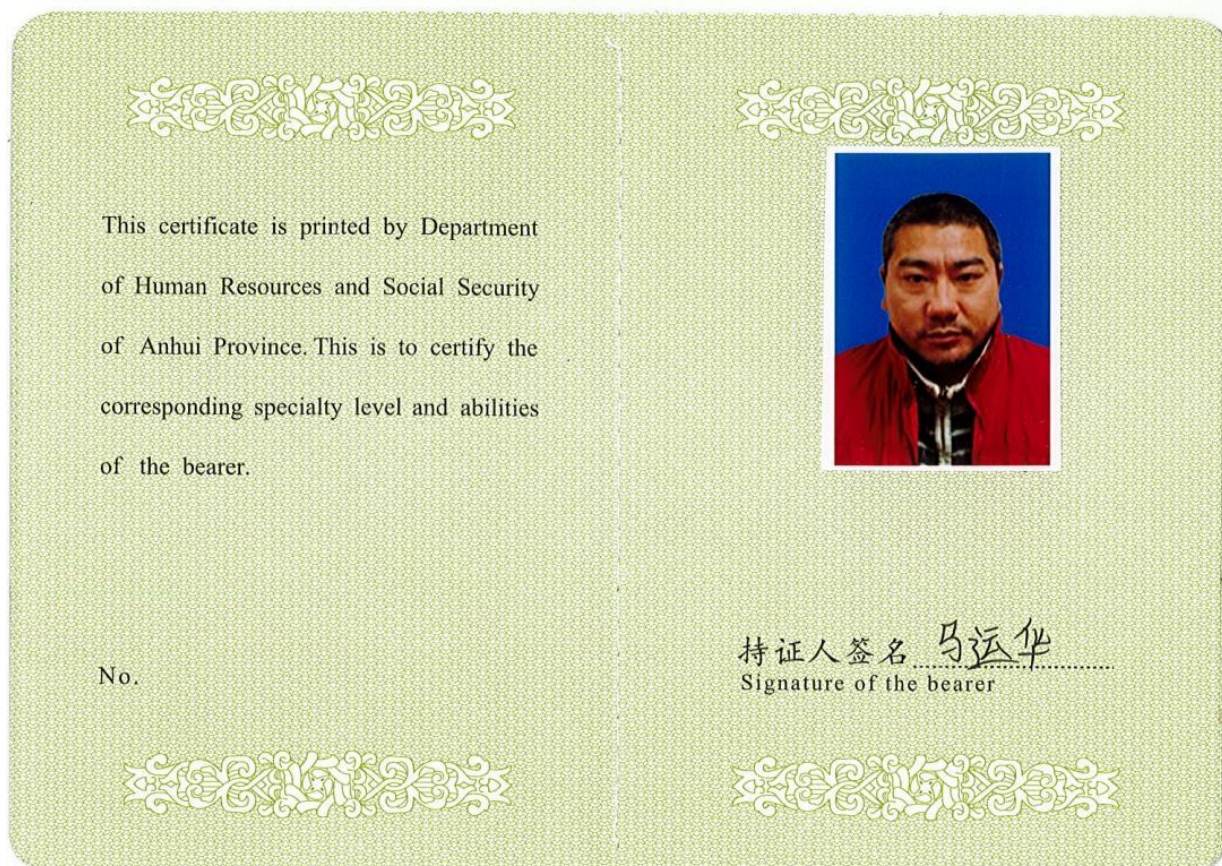 This certificate is printed by Department
of Human Resources and Social Security
of Anhui Province. This is to certify the
corresponding specialty level and abilities
of the bearer.
No.
持证人签名 马运华
Signature of the bearer